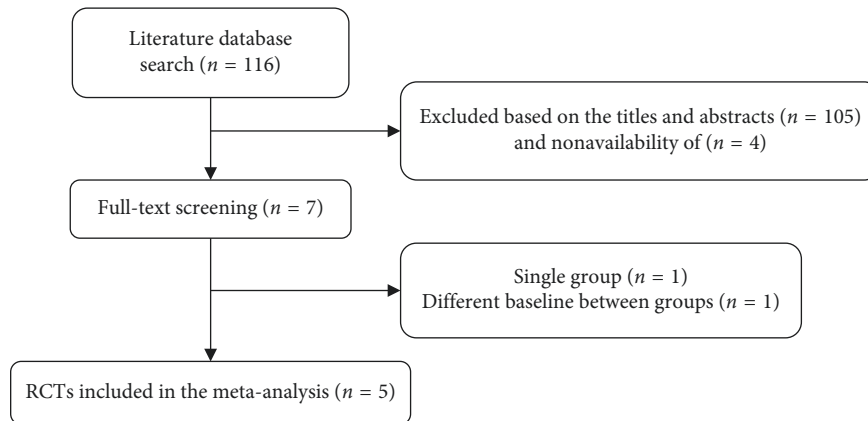 Literature database
search (n = 116)
Excluded based on the titles and abstracts (n = 105)
and nonavailability of (n = 4)
Full-text screening (n = 7)
Single group (n = 1)
Different baseline between groups (n = 1)
RCTs included in the meta-analysis (n = 5)